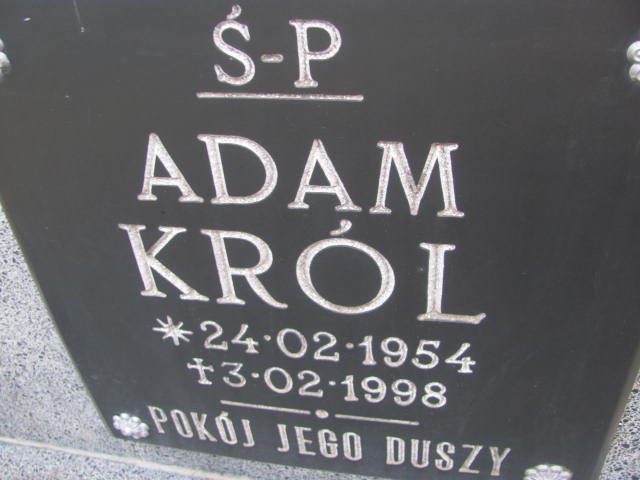 Ś-P
ADAM
KRÓL
*24·02·1954
†3·02·1998
POKÓJ JEGO DUSZY